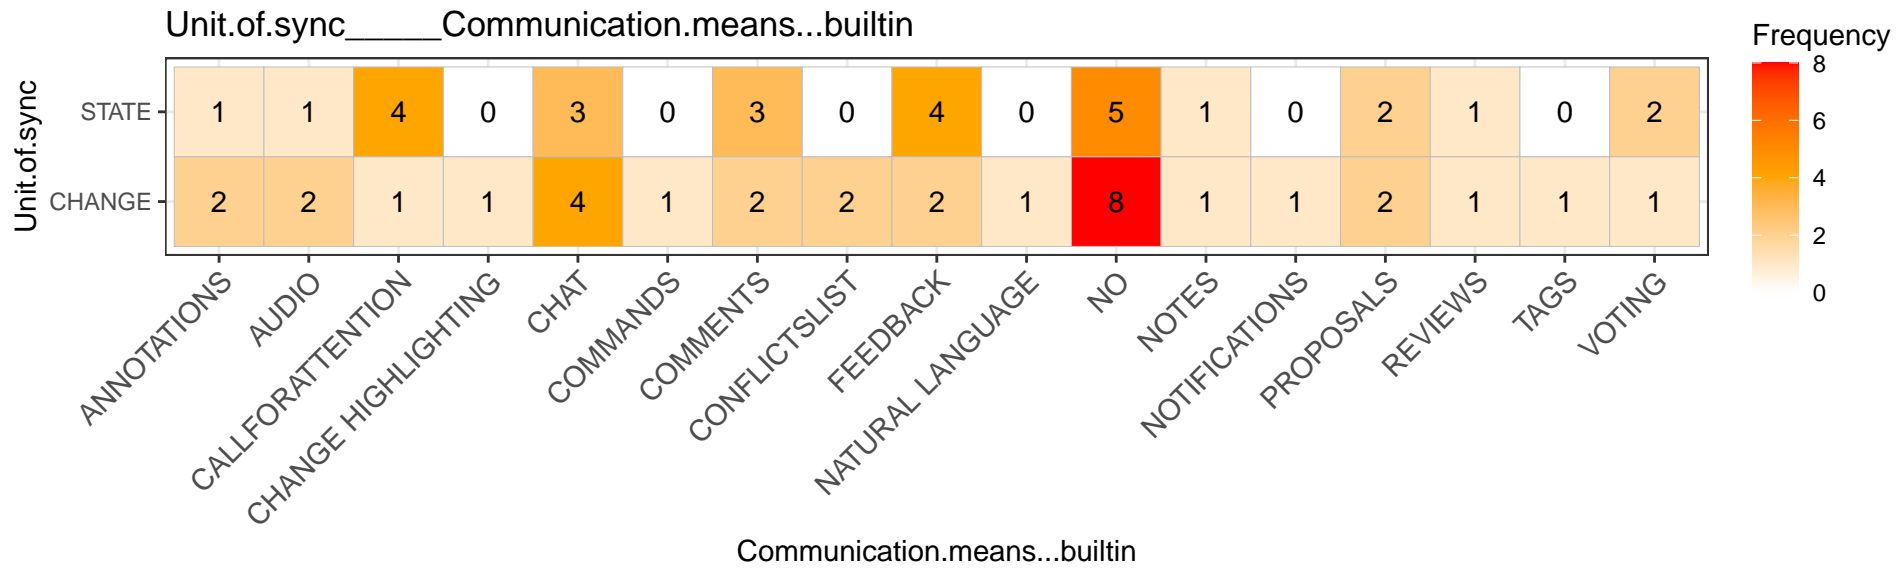 Unit.of.sync_____Communication.means...builtin
Frequency
8
6
4
2
0
Unit.of.sync
STATE 1 1 4 0 3 0 3 0 4 0 5 1 0 2 1 0 2
CHANGE 2 2 1 1 4 1 2 2 2 1 8 1 1 2 1 1 1
ANNOTATIONS
AUDIO
CALLFORATTENTION
CHANGE HIGHLIGHTING
CHAT
COMMANDS
COMMENTS
CONFLICTSLIST
FEEDBACK
NATURAL LANGUAGE
NO
NOTES
NOTIFICATIONS
PROPOSALS
REVIEWS
TAGS
VOTING
Communication.means...builtin